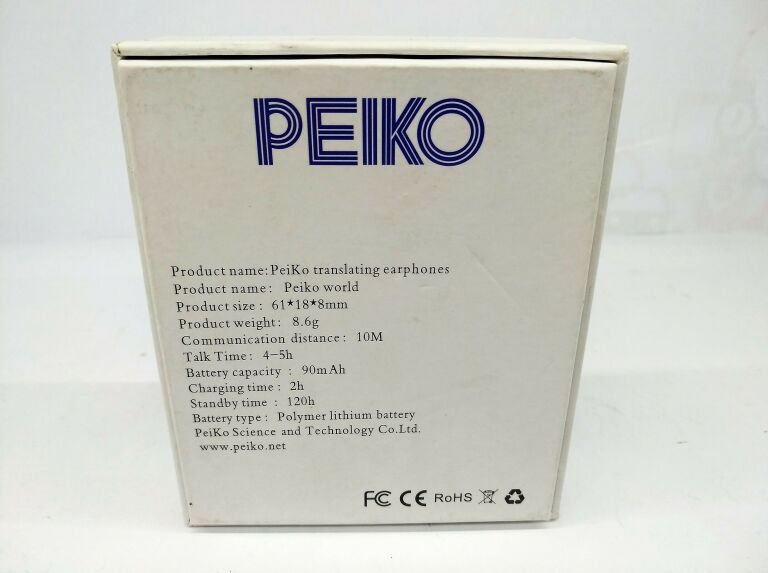 PEIKO
Product name:PeiKo translating earphones
Product name: Peiko world
Product size: 61*18*8mm
Product weight: 8.6g
Communication distance: 10M
Talk Time: 4-5h
Battery capacity : 90mAh
Charging time : 2h
Standby time : 120h
Battery type : Polymer lithium battery
PeiKo Science and Technology Co.Ltd.
www.peiko.net
FC CE RoHS